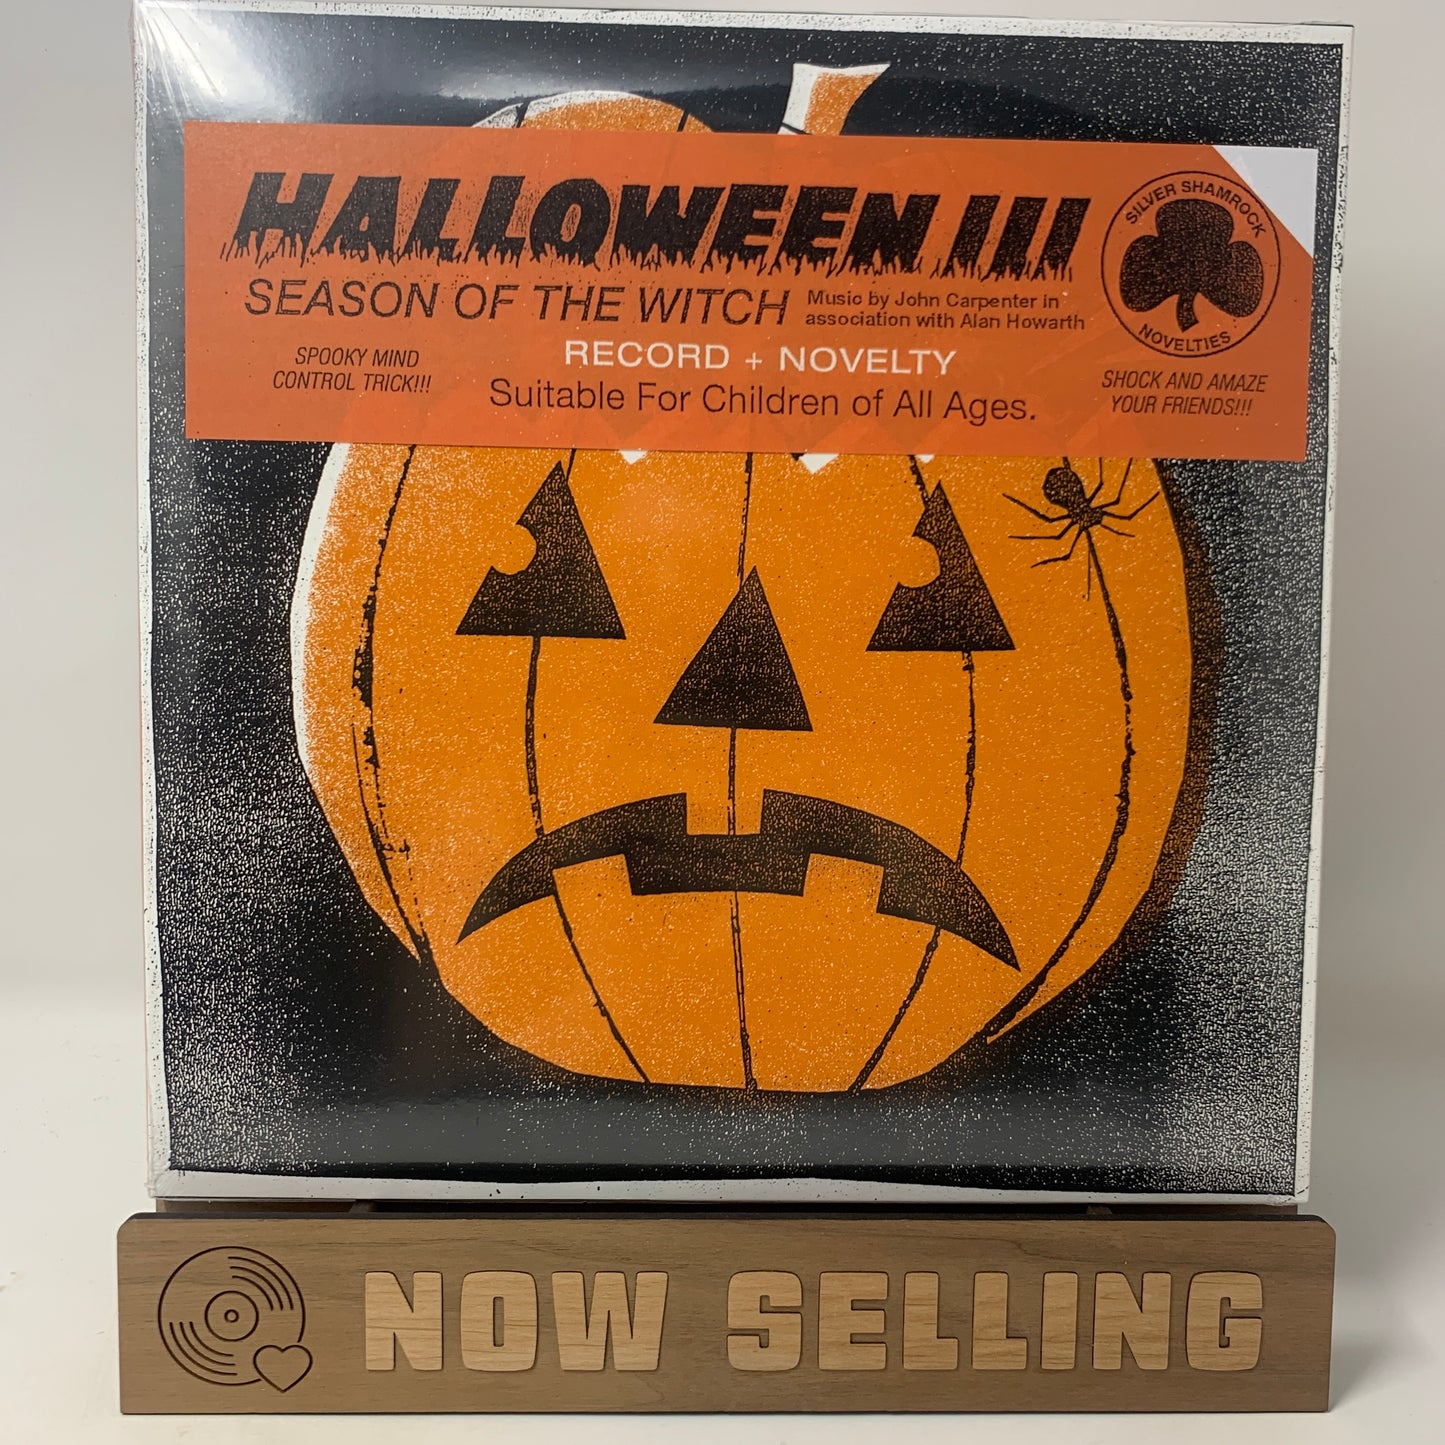 HALLOWEEN III
SEASON OF THE WITCH
Music by John Carpenter in
association with Alan Howarth
SILVER SHAMROCK
NOVELTIES
SPOOKY MIND
CONTROL TRICK!!!
RECORD + NOVELTY
Suitable For Children of All Ages.
SHOCK AND AMAZE
YOUR FRIENDS!!!
NOW SELLING